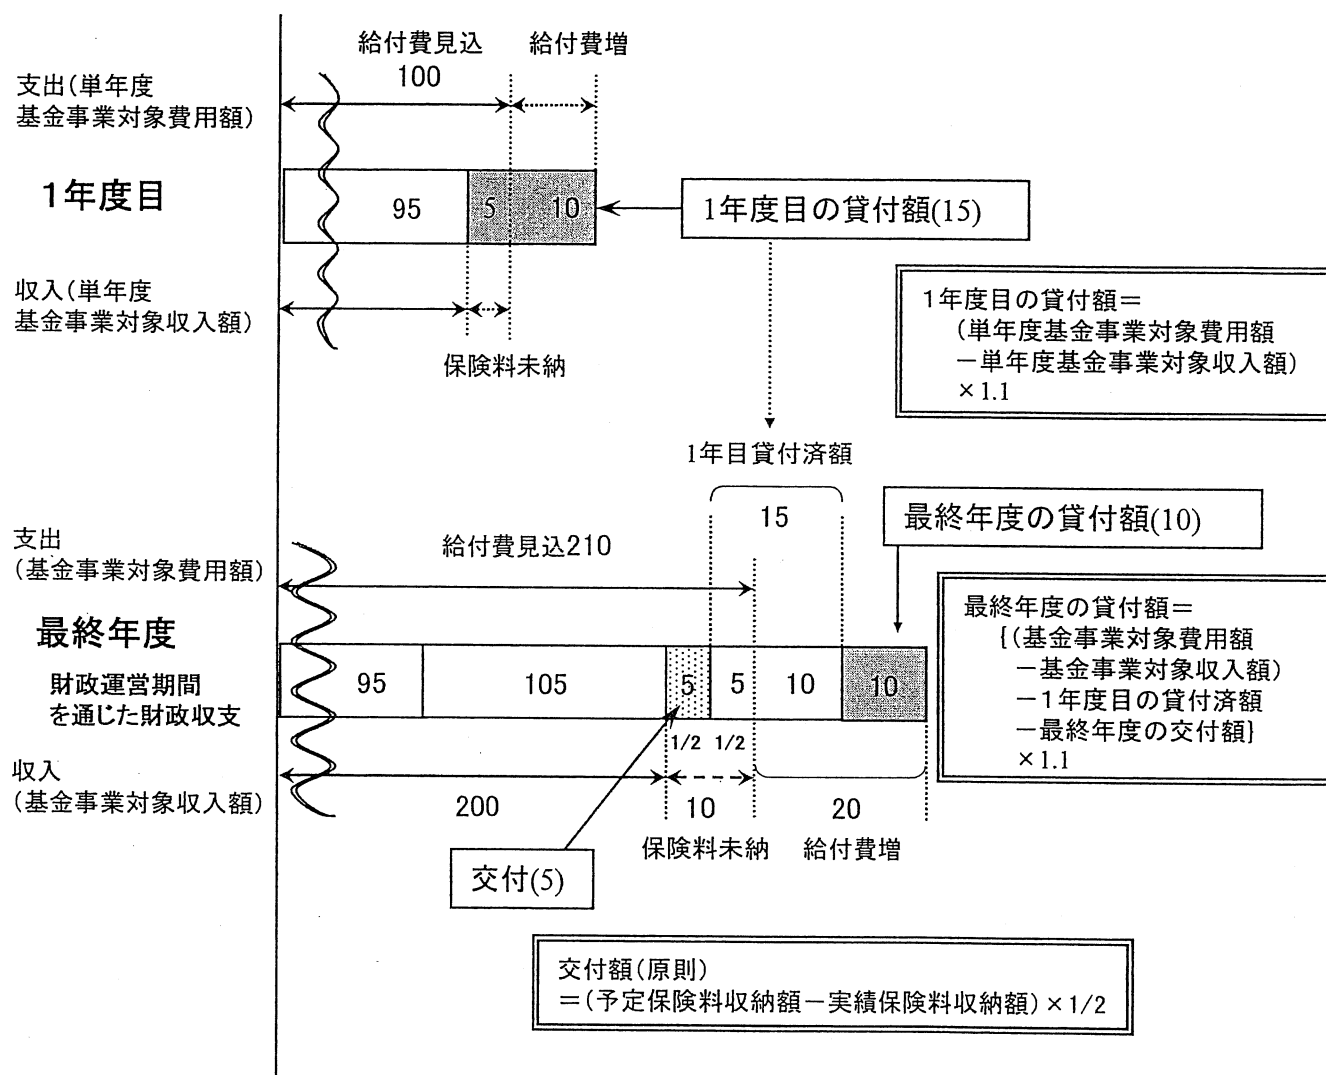 給付費見込
100
給付費増
支出(単年度
基金事業対象費用額)
1年度目
95
5
10
1年度目の貸付額(15)
収入(単年度
基金事業対象収入額)
保険料未納
1年度目の貸付額=
(単年度基金事業対象費用額
-単年度基金事業対象収入額)
×1.1
1年目貸付済額
15
最終年度の貸付額(10)
支出
(基金事業対象費用額)
給付費見込210
最終年度
財政運営期間
を通じた財政収支
95
105
5
5
10
10
1/2
1/2
最終年度の貸付額=
{(基金事業対象費用額
-基金事業対象収入額)
-1年度目の貸付済額
-最終年度の交付額}
×1.1
収入
(基金事業対象収入額)
200
10
20
保険料未納
給付費増
交付(5)
交付額(原則)
=(予定保険料収納額-実績保険料収納額)×1/2